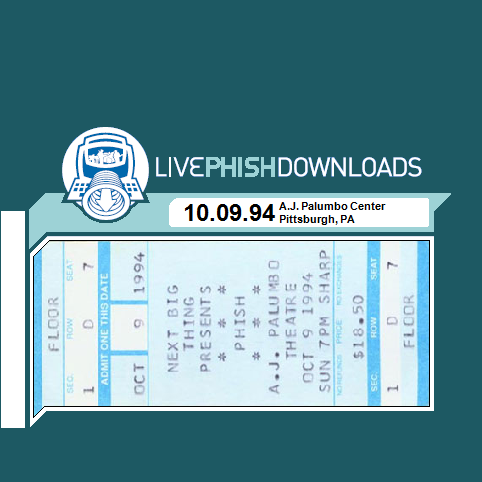 LIVEPHISHDOWNLOADS
10.09.94
A.J. Palumbo Center
Pittsburgh, PA
FLOOR
SEC. ROW SEAT
1 D 7
ADMIT ONE THIS DATE
OCT 9 1994
NEXT BIG
THING
PRESENTS
* * * *
PHISH
* * * *
A.J. PALUMBO
THEATRE
OCT 9 1994
SUN 7PM SHARP
NO REFUNDS PRICE NO EXCHANGES
$18.50
SEC. ROW SEAT
1 D 7
FLOOR